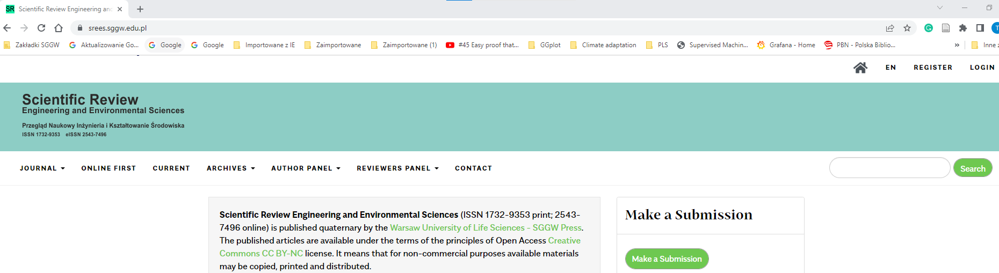 SR Scientific Review Engineering and
srees.sggw.edu.pl
Zakładki SGGW Aktualizowanie Go... Google Google Importowane z IE Zaimportowane Zaimportowane (1) #45 Easy proof that... GGplot Climate adaptation PLS Supervised Machin... Grafana - Home PBN - Polska Biblio... » Inne z
EN REGISTER LOGIN
Scientific Review
Engineering and Environmental Sciences
Przegląd Naukowy Inżynieria i Kształtowanie Środowiska
ISSN 1732-9353 eISSN 2543-7496
JOURNAL ONLINE FIRST CURRENT ARCHIVES AUTHOR PANEL REVIEWERS PANEL CONTACT Search
Scientific Review Engineering and Environmental Sciences (ISSN 1732-9353 print; 2543-
7496 online) is published quaternary by the Warsaw University of Life Sciences - SGGW Press.
The published articles are available under the terms of the principles of Open Access Creative
Commons CC BY-NC license. It means that for non-commercial purposes available materials
may be copied, printed and distributed.
Make a Submission
Make a Submission